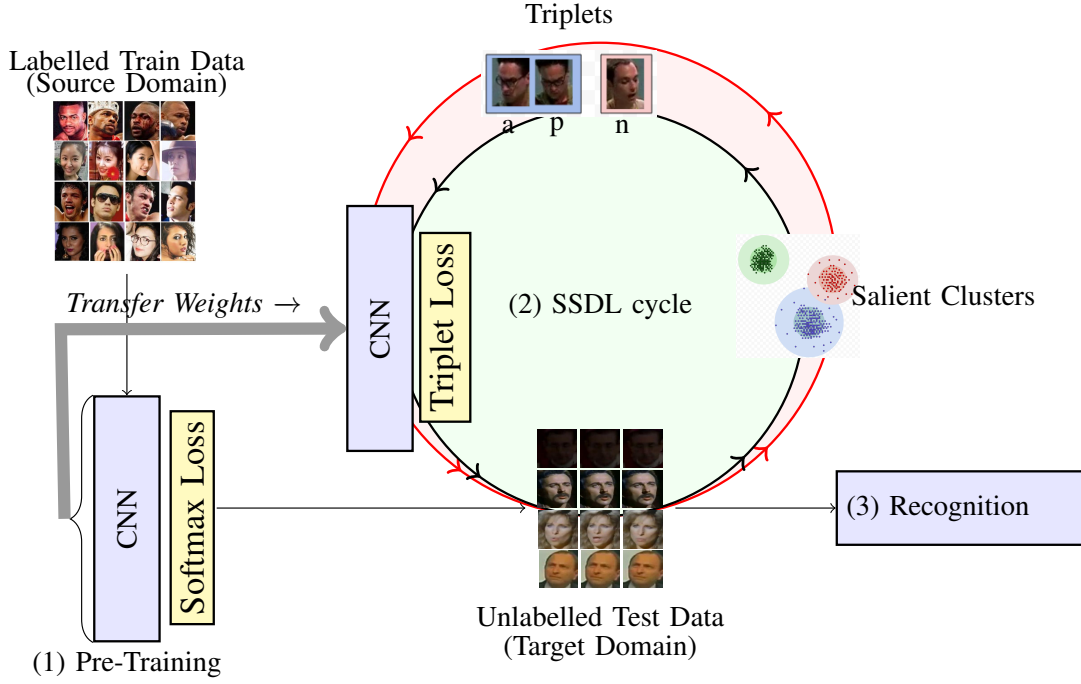 Triplets
Labelled Train Data
(Source Domain)
a
p
n
Transfer Weights →
CNN
Triplet Loss
(2) SSDL cycle
Salient Clusters
CNN
Softmax Loss
(3) Recognition
Unlabelled Test Data
(Target Domain)
(1) Pre-Training